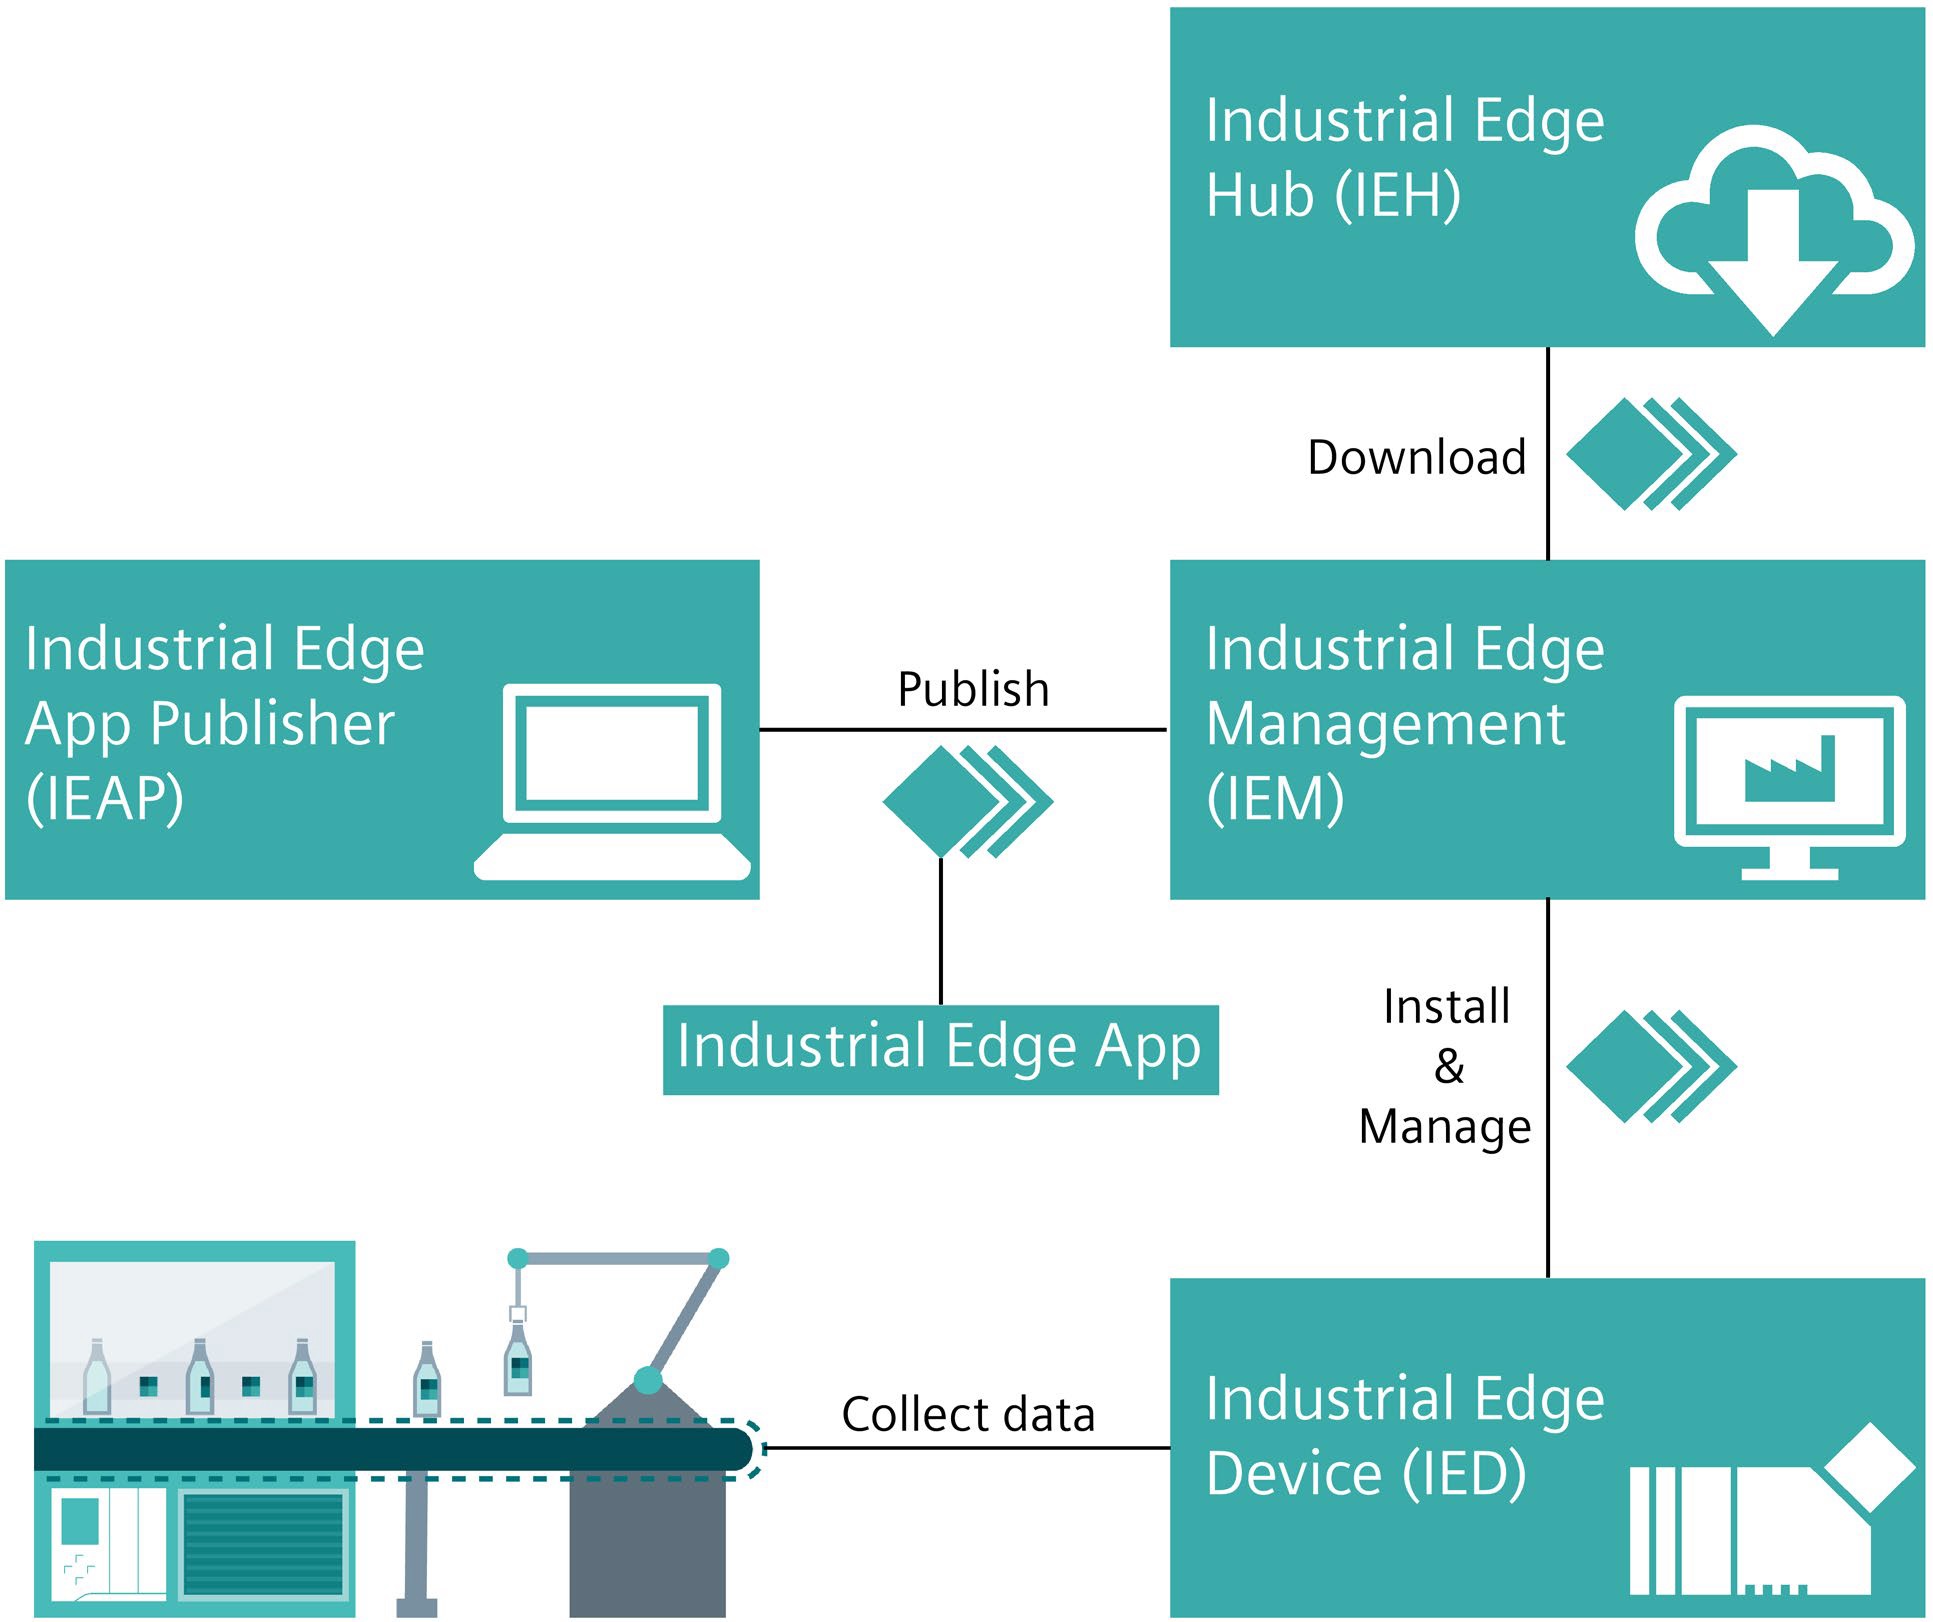 Industrial Edge
Hub (IEH)
Download
Industrial Edge
App Publisher
(IEAP)
Publish
Industrial Edge
Management
(IEM)
Industrial Edge App
Install
&
Manage
Collect data
Industrial Edge
Device (IED)